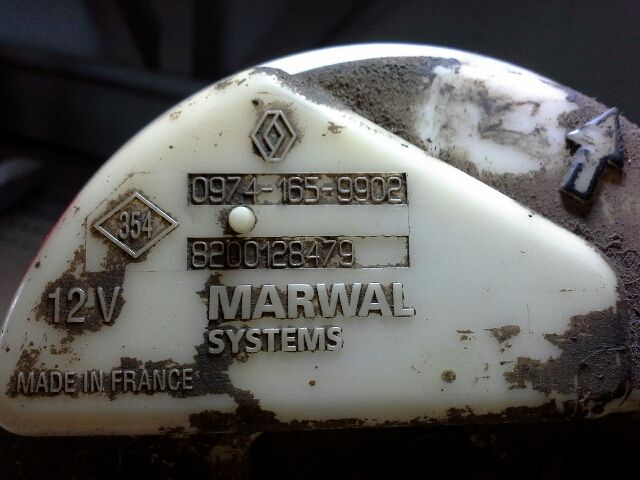 0974-165-9902
354
8200128479
12 V
MARWAL
SYSTEMS
MADE IN FRANCE